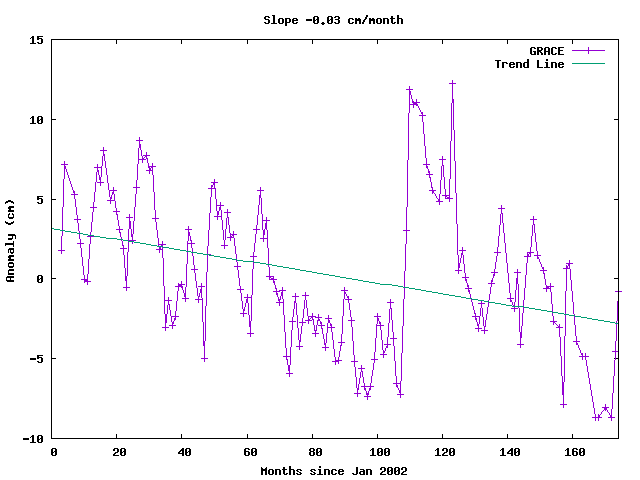 Slope -0.03 cm/month
GRACE
Trend Line
15
10
5
0
-5
-10
Anomaly (cm)
0 20 40 60 80 100 120 140 160
Months since Jan 2002